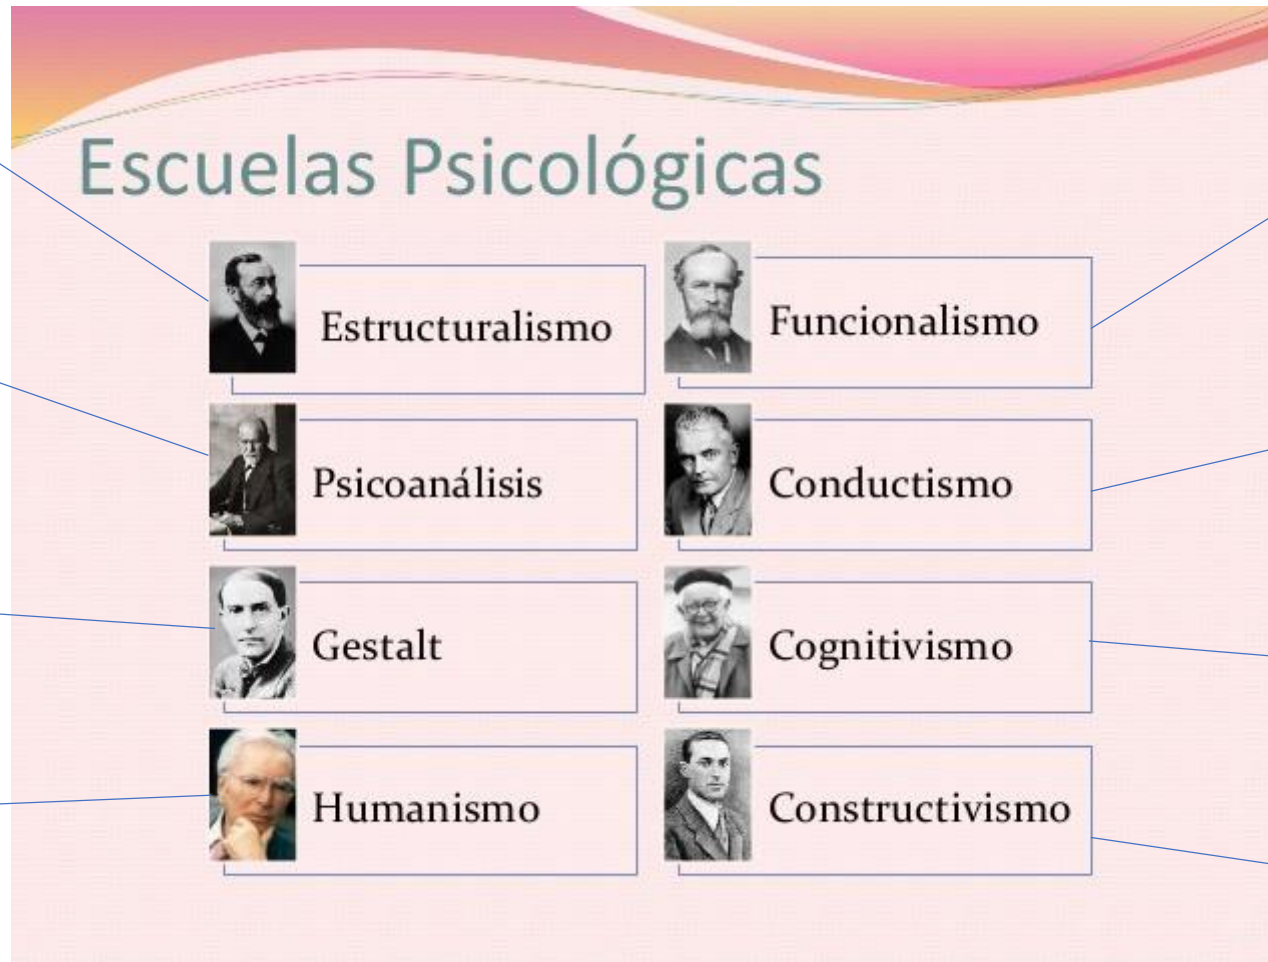 Escuelas Psicológicas
Estructuralismo
Funcionalismo
Psicoanálisis
Conductismo
Gestalt
Cognitivismo
Humanismo
Constructivismo